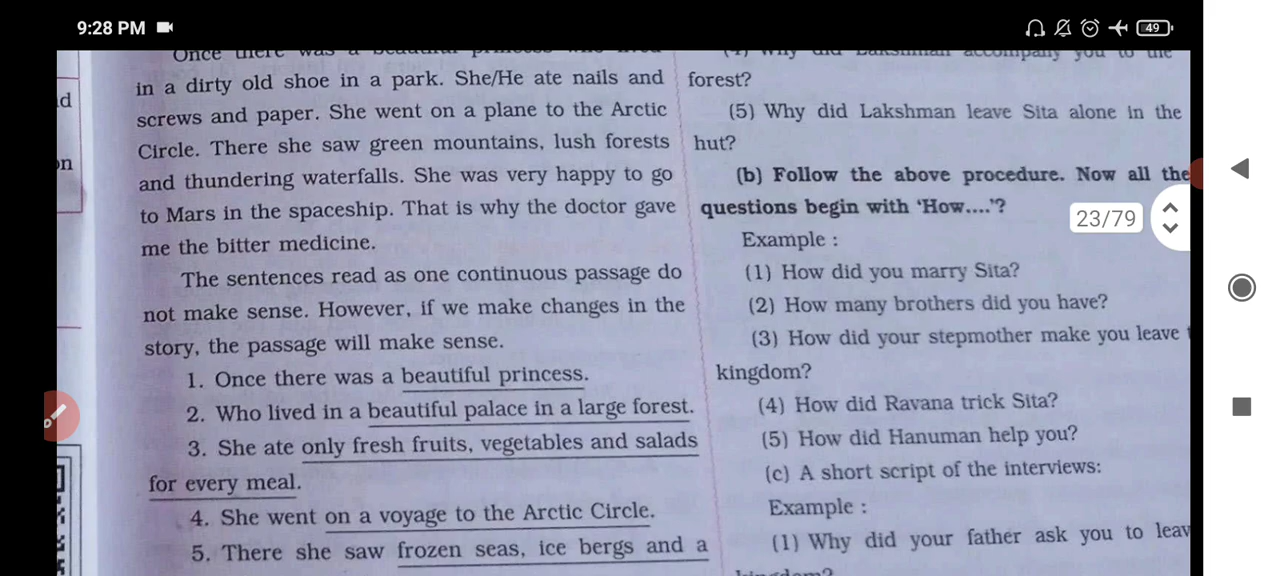 9:28 PM
49
d
on
Once there was a beautiful princess who lived
in a dirty old shoe in a park. She/He ate nails and
screws and paper. She went on a plane to the Arctic
Circle. There she saw green mountains, lush forests
and thundering waterfalls. She was very happy to go
to Mars in the spaceship. That is why the doctor gave
me the bitter medicine.
The sentences read as one continuous passage do
not make sense. However, if we make changes in the
story, the passage will make sense.
1. Once there was a beautiful princess.
2. Who lived in a beautiful palace in a large forest.
3. She ate only fresh fruits, vegetables and salads
for every meal.
4. She went on a voyage to the Arctic Circle.
5. There she saw frozen seas, ice bergs and a
(4) Why did Lakshman accompany you to the
forest?
(5) Why did Lakshman leave Sita alone in the
hut?
(b) Follow the above procedure. Now all the
questions begin with ‘How....’?
Example :
(1) How did you marry Sita?
(2) How many brothers did you have?
(3) How did your stepmother make you leave t
kingdom?
(4) How did Ravana trick Sita?
(5) How did Hanuman help you?
(c) A short script of the interviews:
Example :
(1) Why did your father ask you to leav
kingdom?
23/79